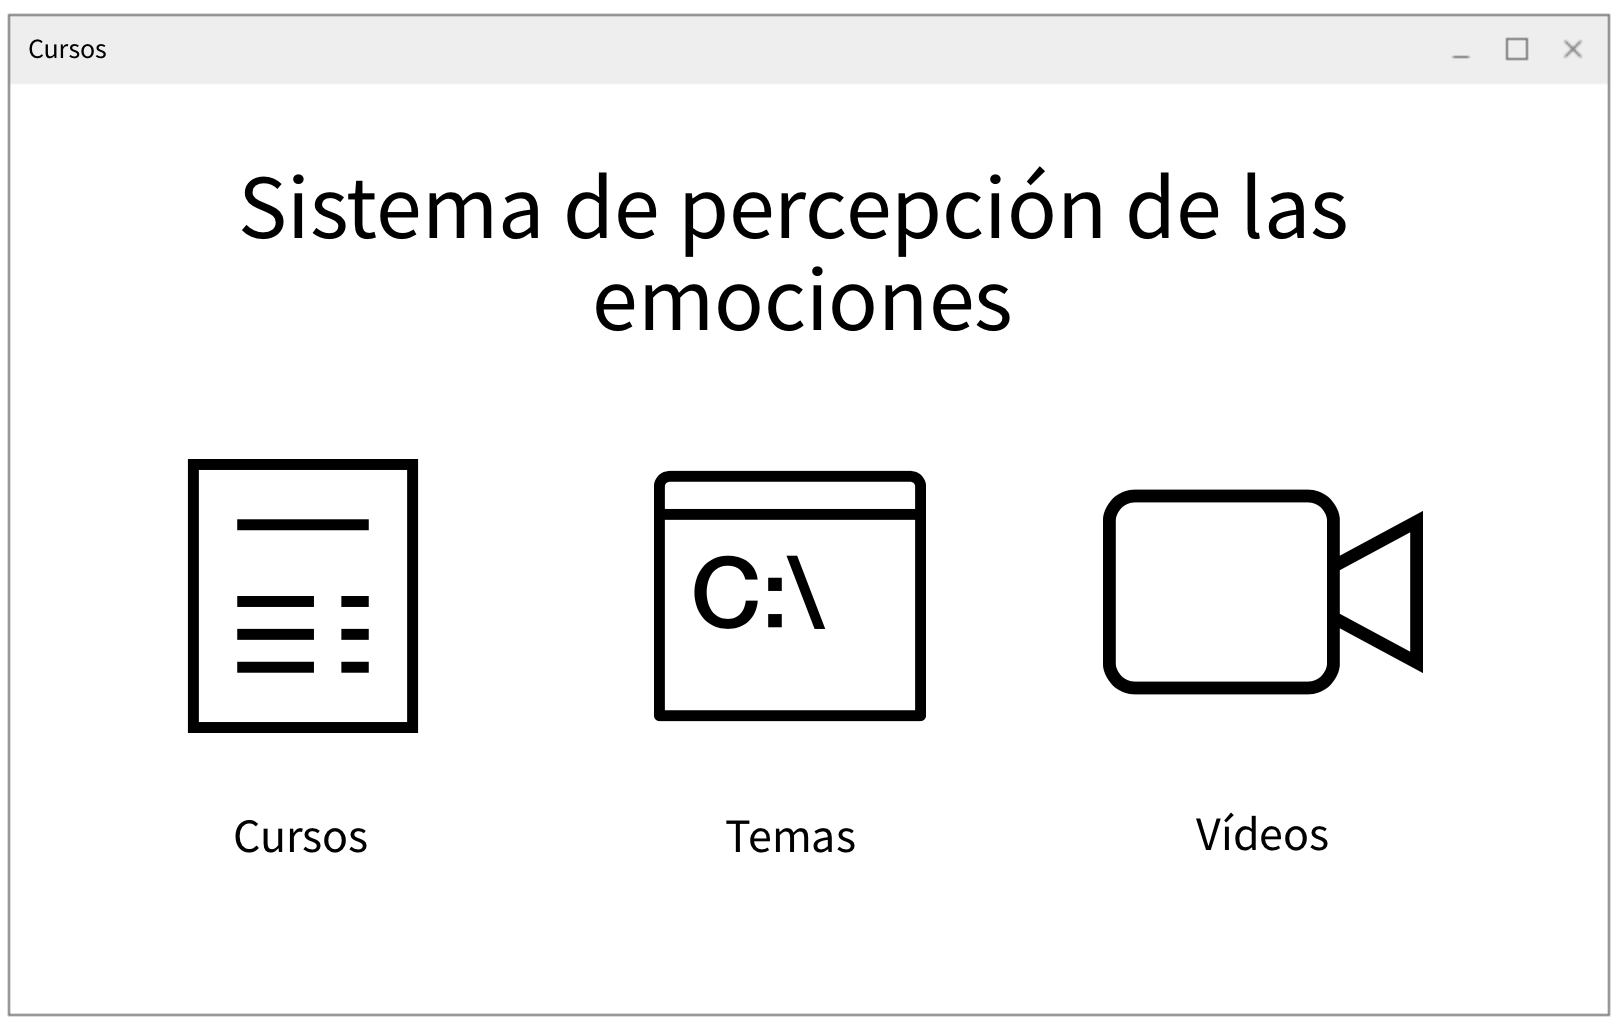 Cursos
Sistema de percepción de las
emociones
C:\
Cursos
Temas
Vídeos